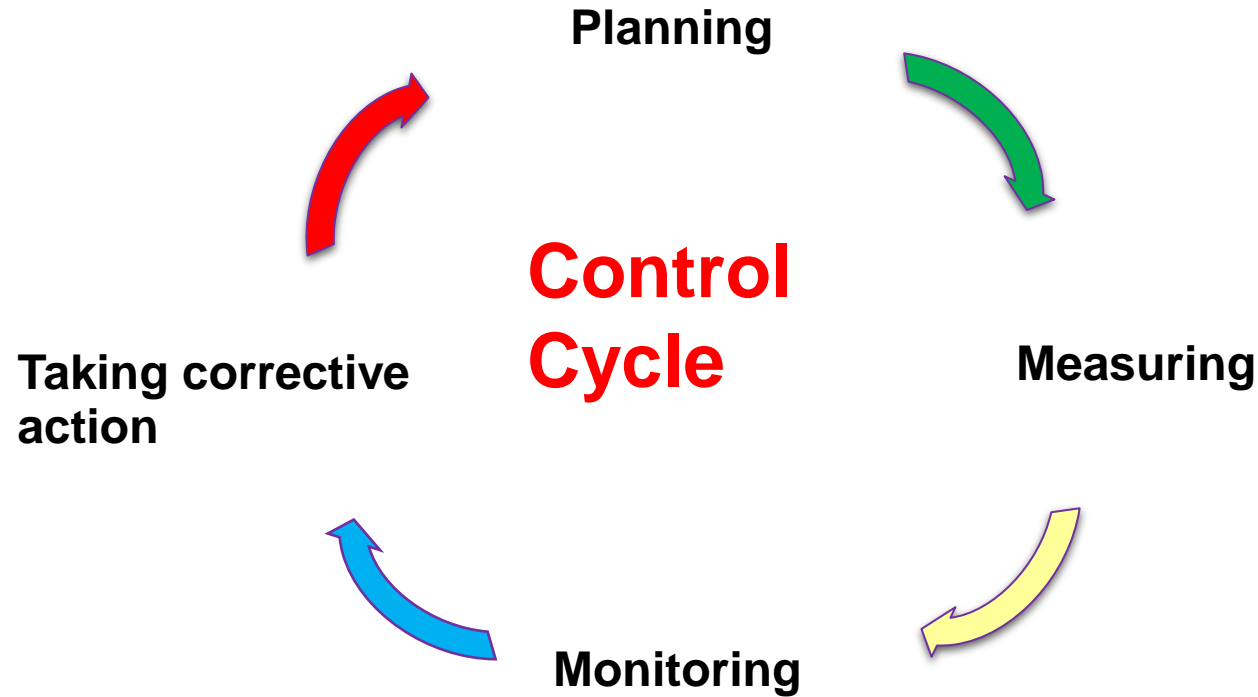 Planning
Control
Cycle
Taking corrective
action
Measuring
Monitoring